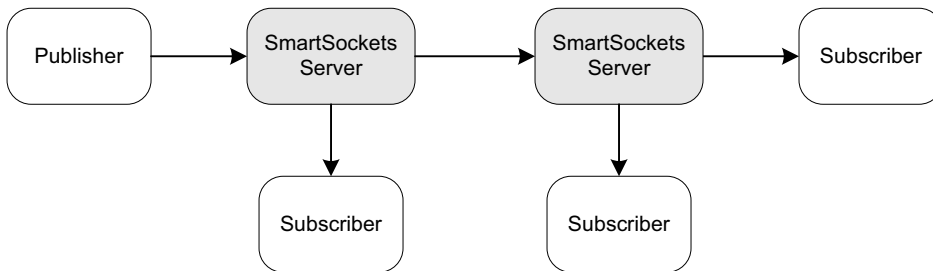 Publisher
SmartSockets
Server
SmartSockets
Server
Subscriber
Subscriber
Subscriber